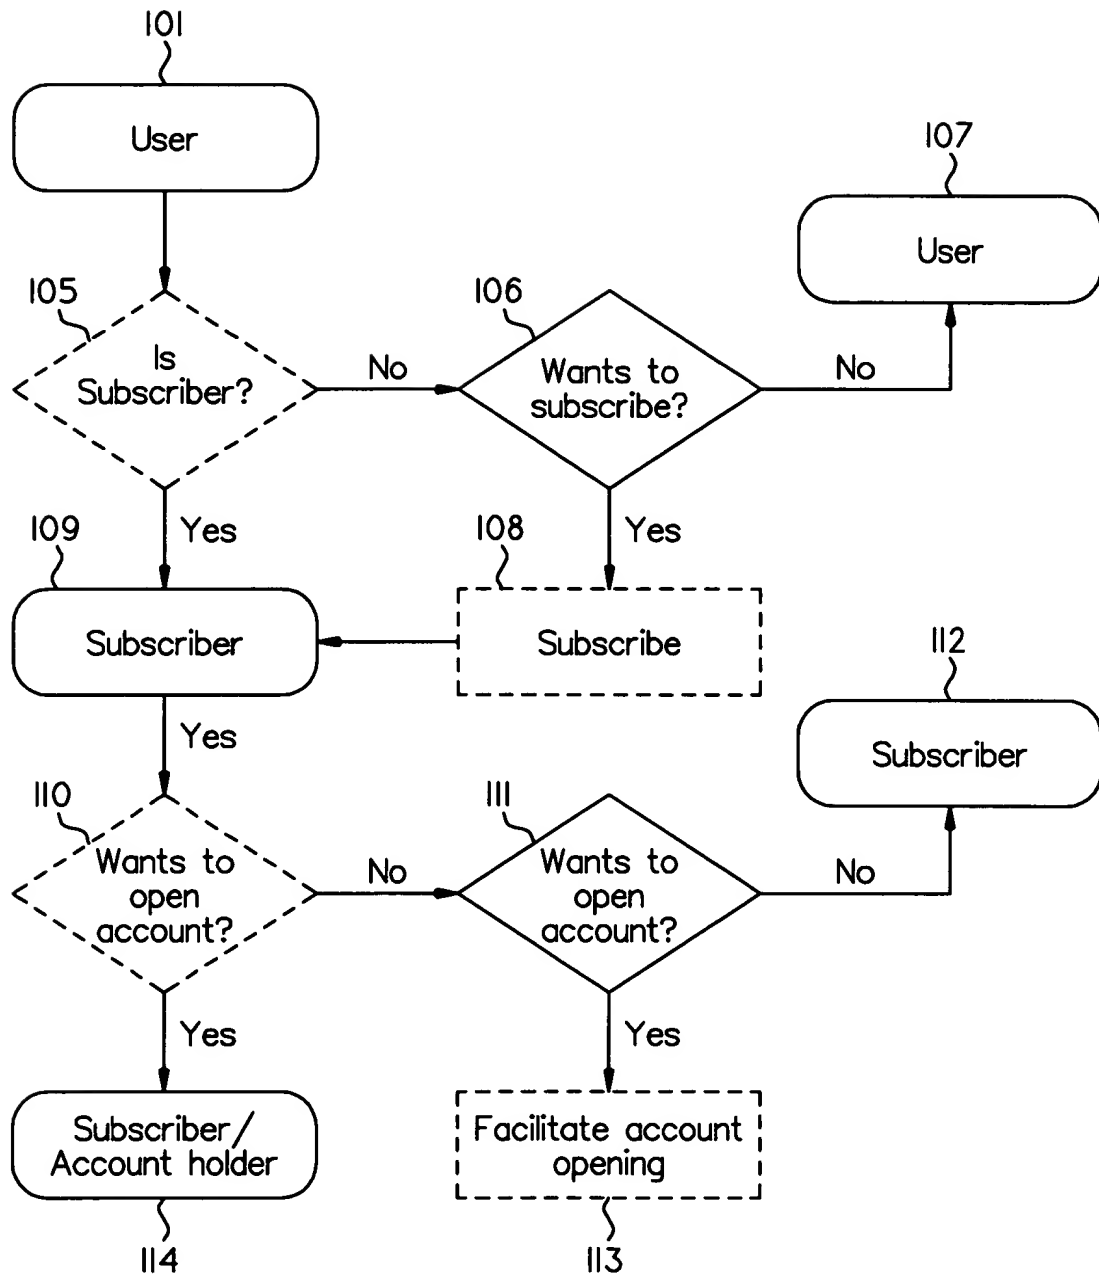 101
User
107
User
105
Is
Subscriber?
No
106
Wants to
subscribe?
No
Yes
Yes
109
Subscriber
108
Subscribe
112
Subscriber
Yes
110
Wants to
open
account?
No
111
Wants to
open
account?
No
Yes
Yes
Subscriber/
Account holder
114
Facilitate account
opening
113